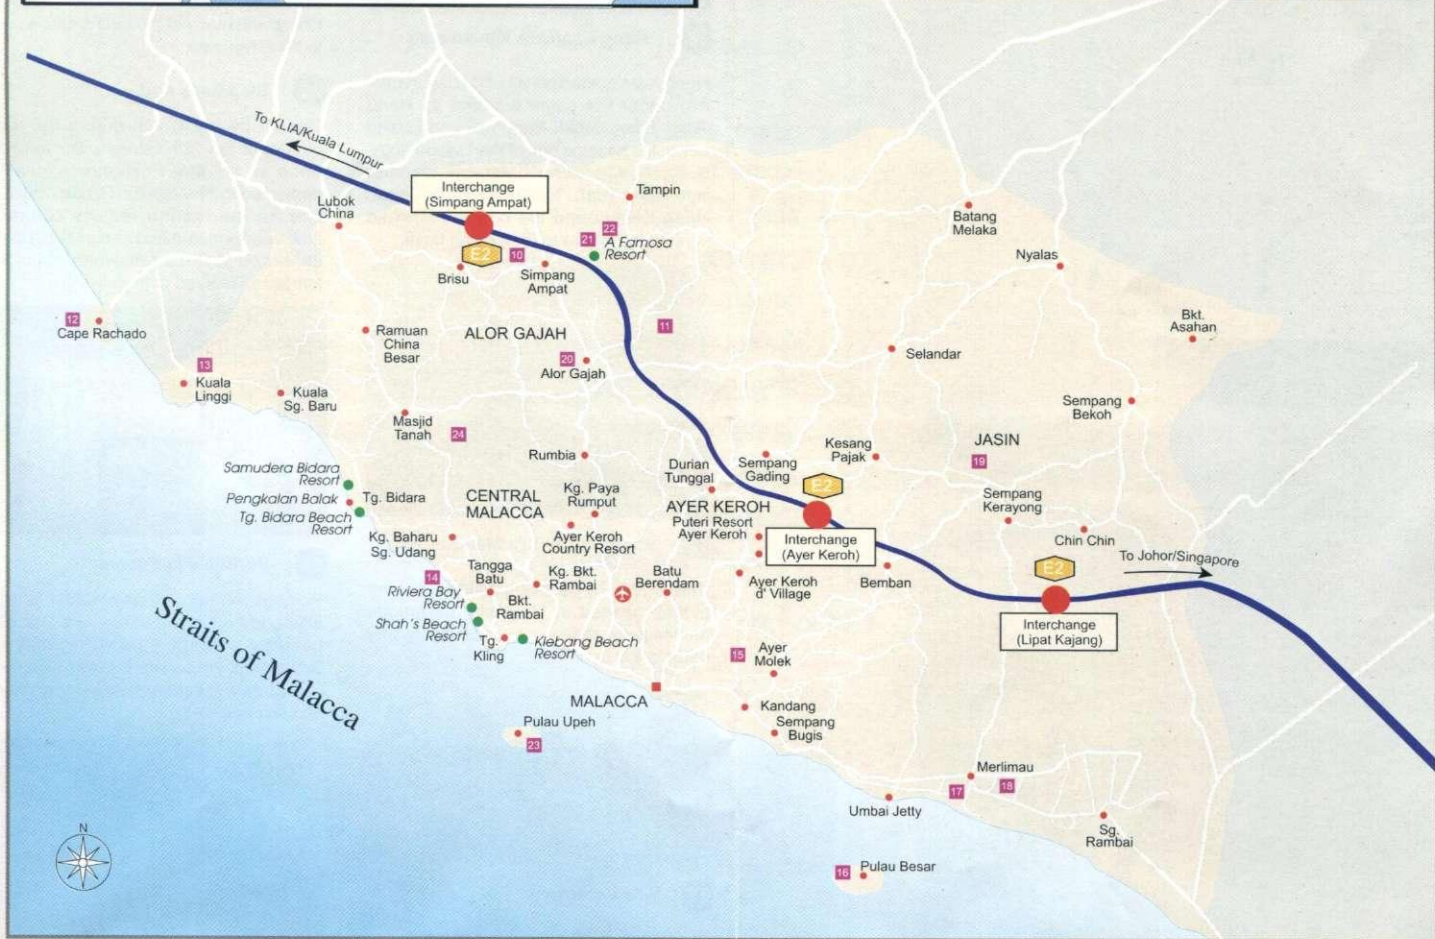 To KLIA/Kuala Lumpur
Interchange
(Simpang Ampat)
E2
Tampin
Lubok
China
22
21
A Famosa
Resort
10
Brisu
Simpang
Ampat
Batang
Melaka
Nyalas
12
Cape Rachado
Ramuan
China
Besar
ALOR GAJAH
11
Bkt.
Asahan
13
Kuala
Linggi
Kuala
Sg. Baru
20
Alor Gajah
Selandar
Masjid
Tanah
24
Sempang
Bekoh
Rumbia
Durian
Tunggal
Sempang
Gading
Kesang
Pajak
JASIN
19
Samudera Bidara
Resort
Pengkalan Balak
Tg. Bidara
Tg. Bidara Beach
Resort
CENTRAL
MALACCA
Kg. Paya
Rumput
AYER KEROH
Puteri Resort
Ayer Keroh
E2
Interchange
(Ayer Keroh)
Sempang
Kerayong
Chin Chin
Kg. Baharu
Sg. Udang
Ayer Keroh
Country Resort
To Johor/Singapore
14
Riviera Bay
Resort
Tangga
Batu
Kg. Bkt.
Rambai
Bkt.
Rambai
Batu
Berendam
Ayer Keroh
d' Village
Bemban
E2
Interchange
(Lipat Kajang)
Shah's Beach
Resort
Tg.
Kling
Klebang Beach
Resort
15
Ayer
Molek
Straits of Malacca
MALACCA
Kandang
Sempang
Bugis
Pulau Upeh
23
Merlimau
17
18
Umbai Jetty
Sg.
Rambai
N
16
Pulau Besar